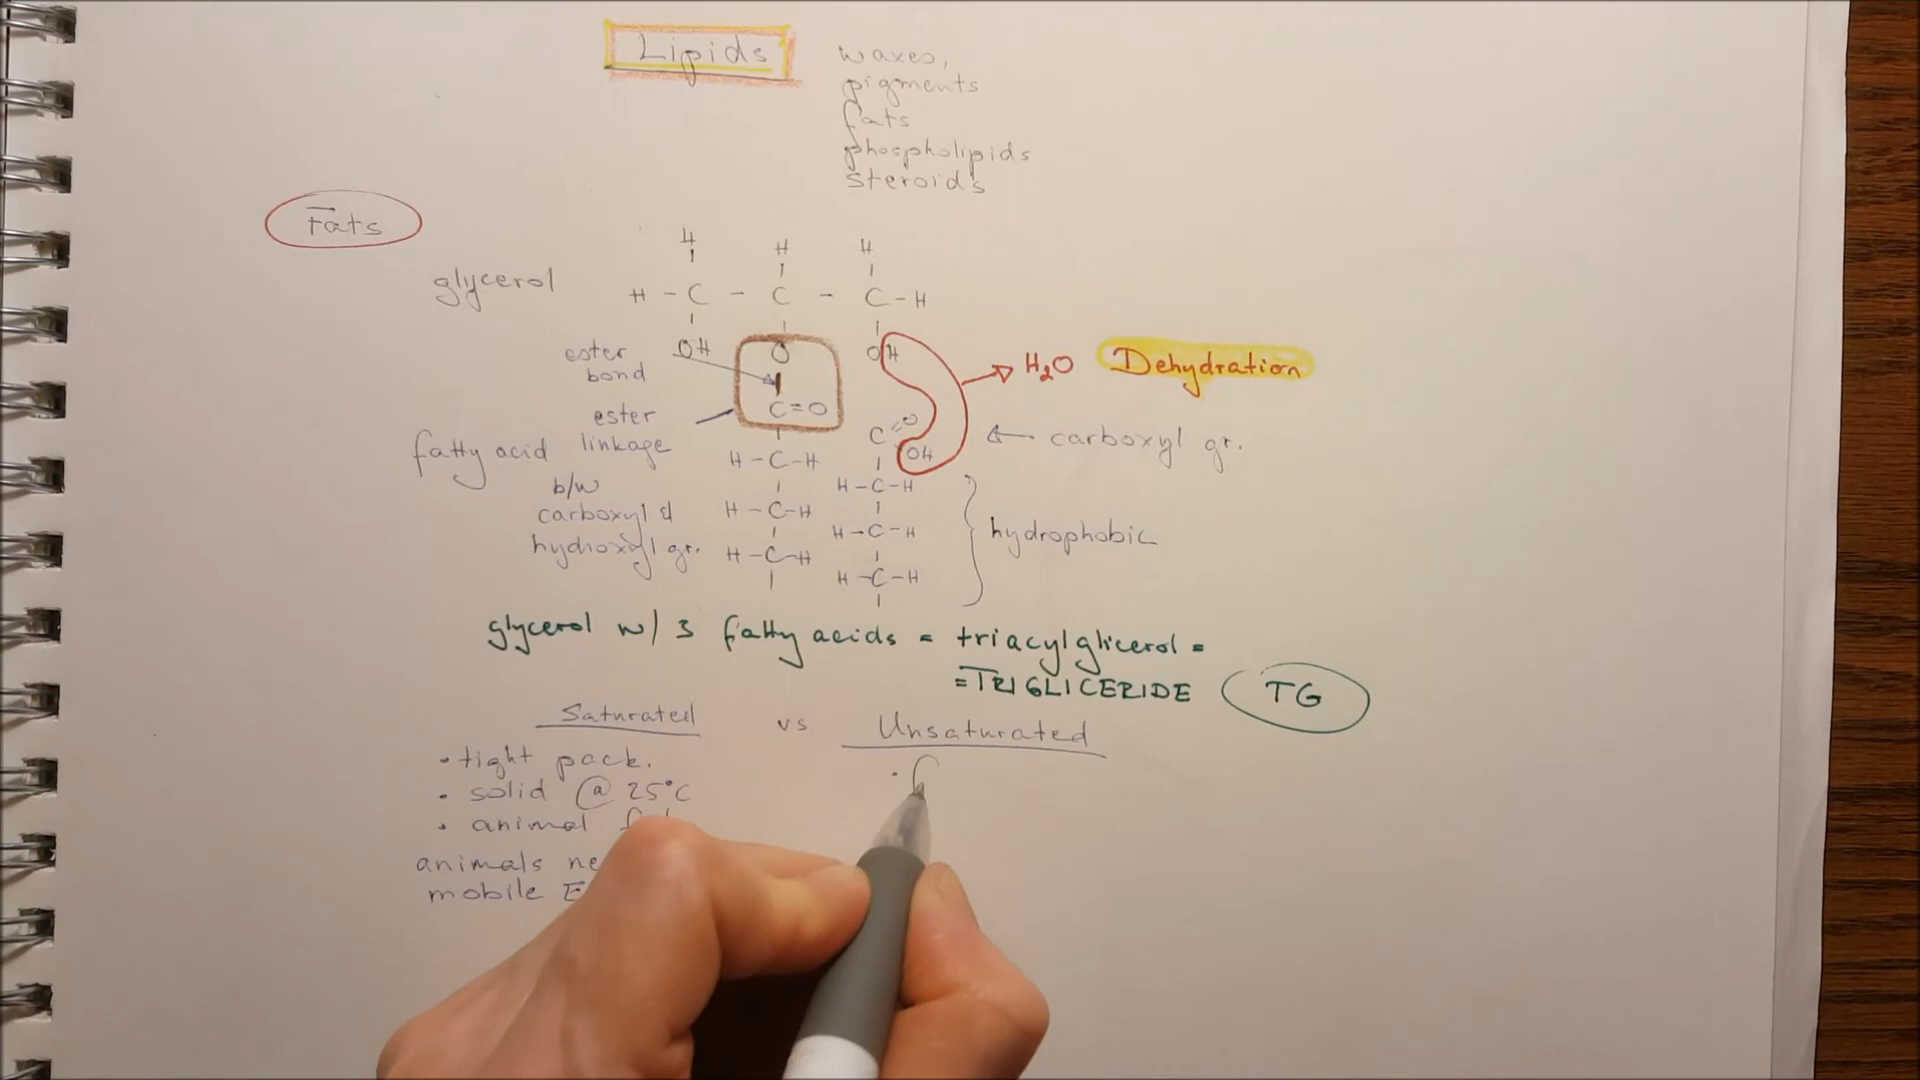 Lipids
waxes,
pigments
fats
phospholipids
steroids
Fats
H H H
glycerol
H - C - C - C - H
OH O OH
ester
bond
H₂O Dehydration
C=O
ester
linkage
fatty acid
C = O
OH
carboxyl gr.
H-C-H
H-C-H
H-C-H
H-C-H
H-C-H
H-C-H
b/w
carboxyl &
hydroxyl gr.
hydrophobic
glycerol w/ 3 fatty acids = triacylglicerol =
=TRIGLICERIDE TG
Saturated vs Unsaturated
• tight pack.
• solid @ 25°C
• animal
animals
mobile E